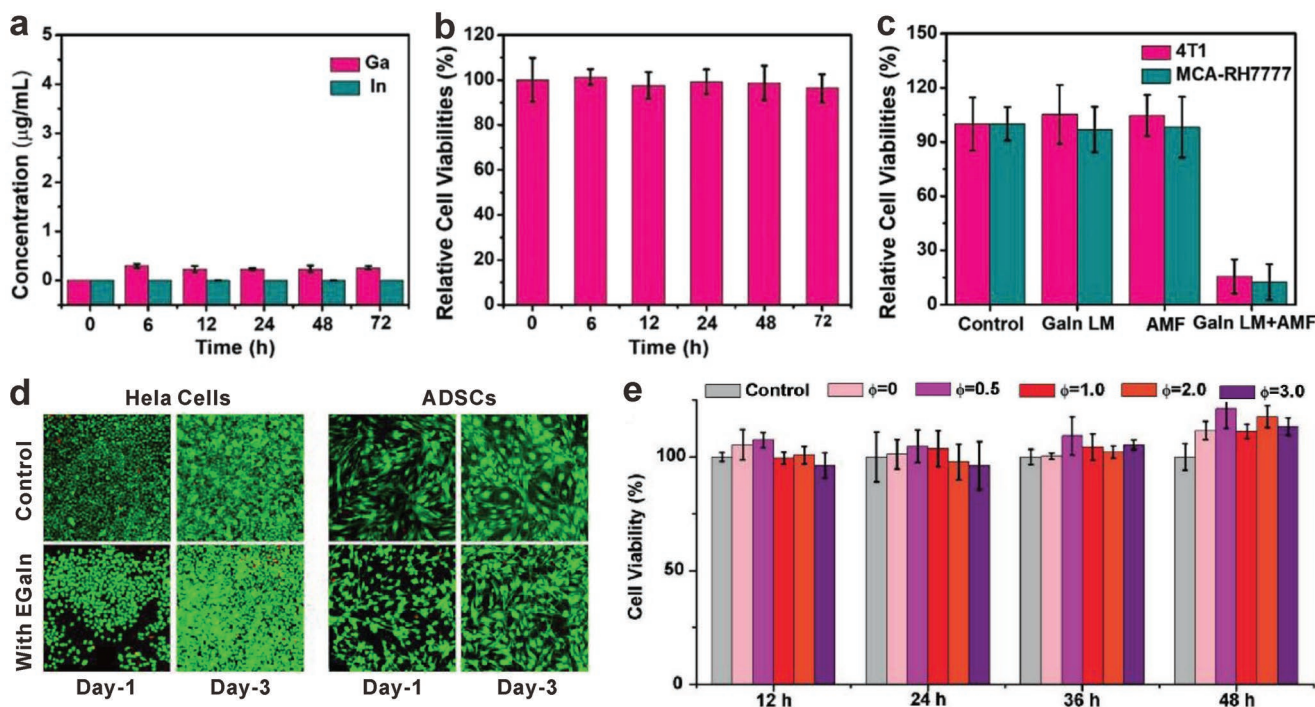 a
Concentration (μg/mL)
5
4
3
2
1
0
Ga
In
0 6 12 24 48 72
Time (h)
b
Relative Cell Viabilities (%)
120
100
80
60
40
20
0
0 6 12 24 48 72
Time (h)
c
Relative Cell Viabilities (%)
150
120
90
60
30
0
4T1
MCA-RH7777
Control GaIn LM AMF GaIn LM+AMF
d
Hela Cells ADSCs
Control
With EGaIn
Day-1 Day-3 Day-1 Day-3
e
Control ϕ=0 ϕ=0.5 ϕ=1.0 ϕ=2.0 ϕ=3.0
Cell Viability (%)
100
50
0
12 h 24 h 36 h 48 h